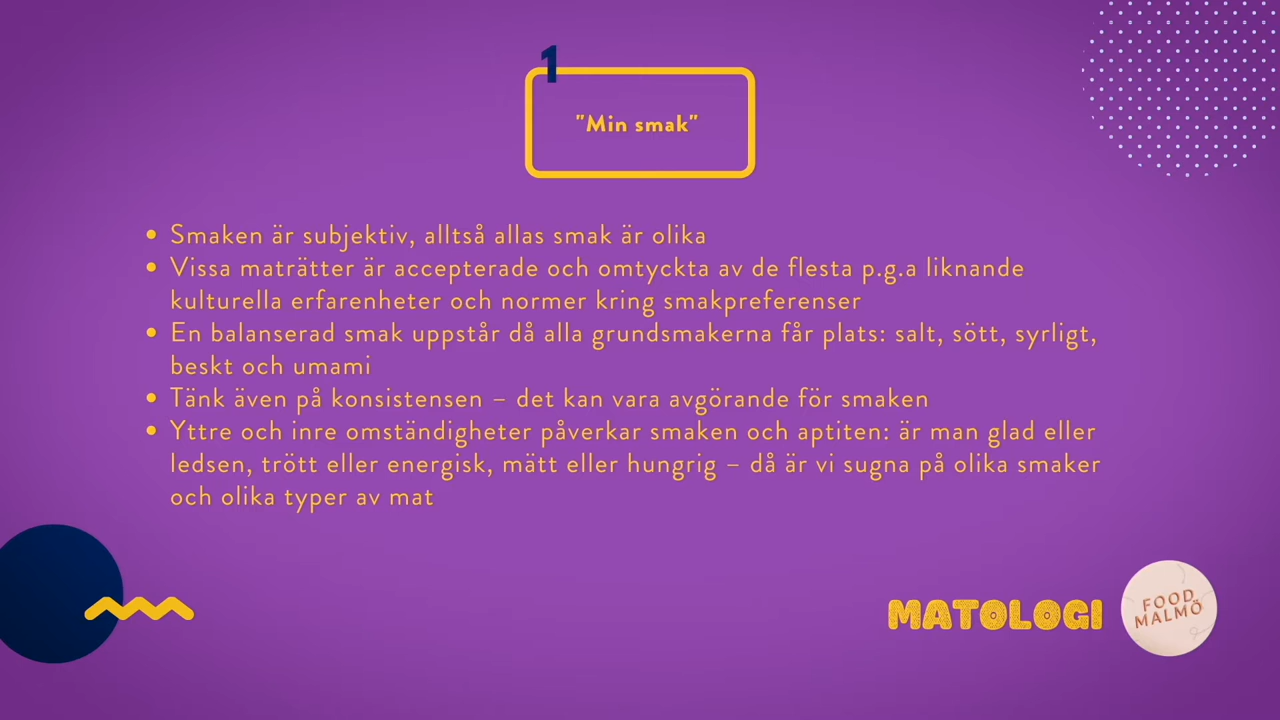 1
"Min smak"
• Smaken är subjektiv, alltså allas smak är olika
• Vissa maträtter är accepterade och omtyckta av de flesta p.g.a liknande
kulturella erfarenheter och normer kring smakpreferenser
• En balanserad smak uppstår då alla grundsmakerna får plats: salt, sött, syrligt,
beskt och umami
• Tänk även på konsistensen – det kan vara avgörande för smaken
• Yttre och inre omständigheter påverkar smaken och aptiten: är man glad eller
ledsen, trött eller energisk, mätt eller hungrig – då är vi sugna på olika smaker
och olika typer av mat
MATOLOGI
FOOD
MALMÖ